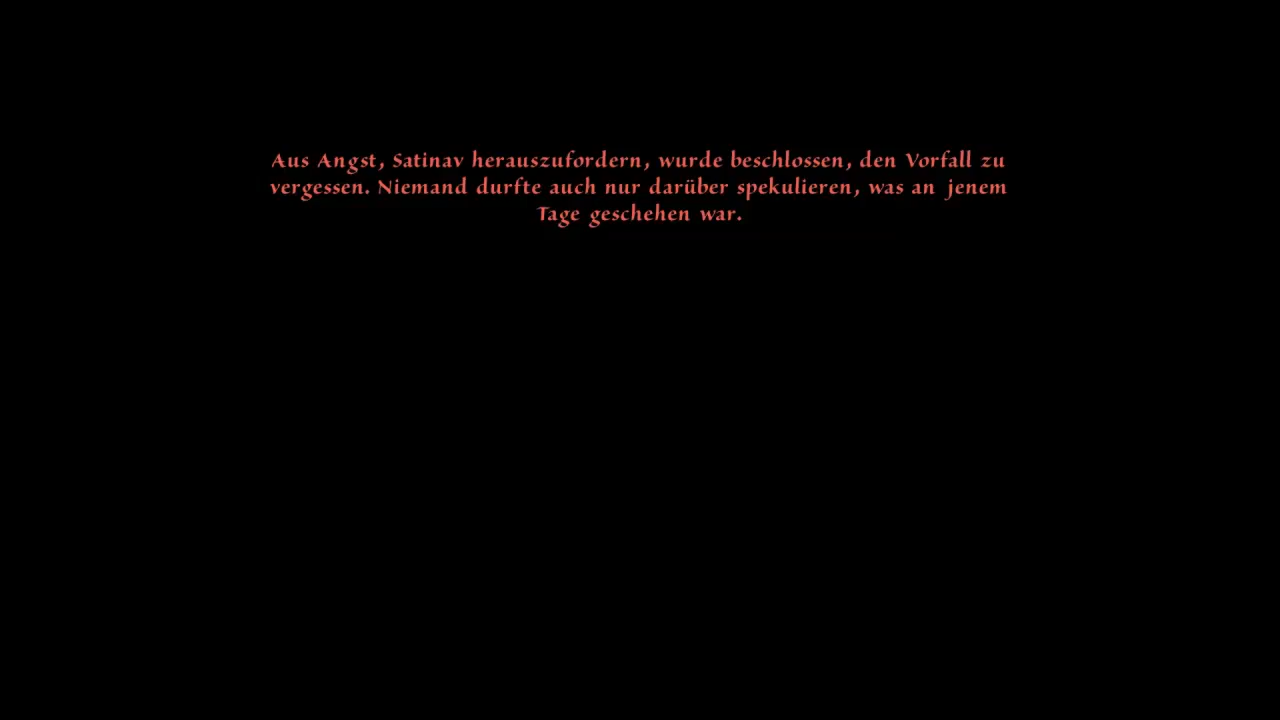 Aus Angst, Satinav herauszufordern, wurde beschlossen, den Vorfall zu
vergessen. Niemand durfte auch nur darüber spekulieren, was an jenem
Tage geschehen war.